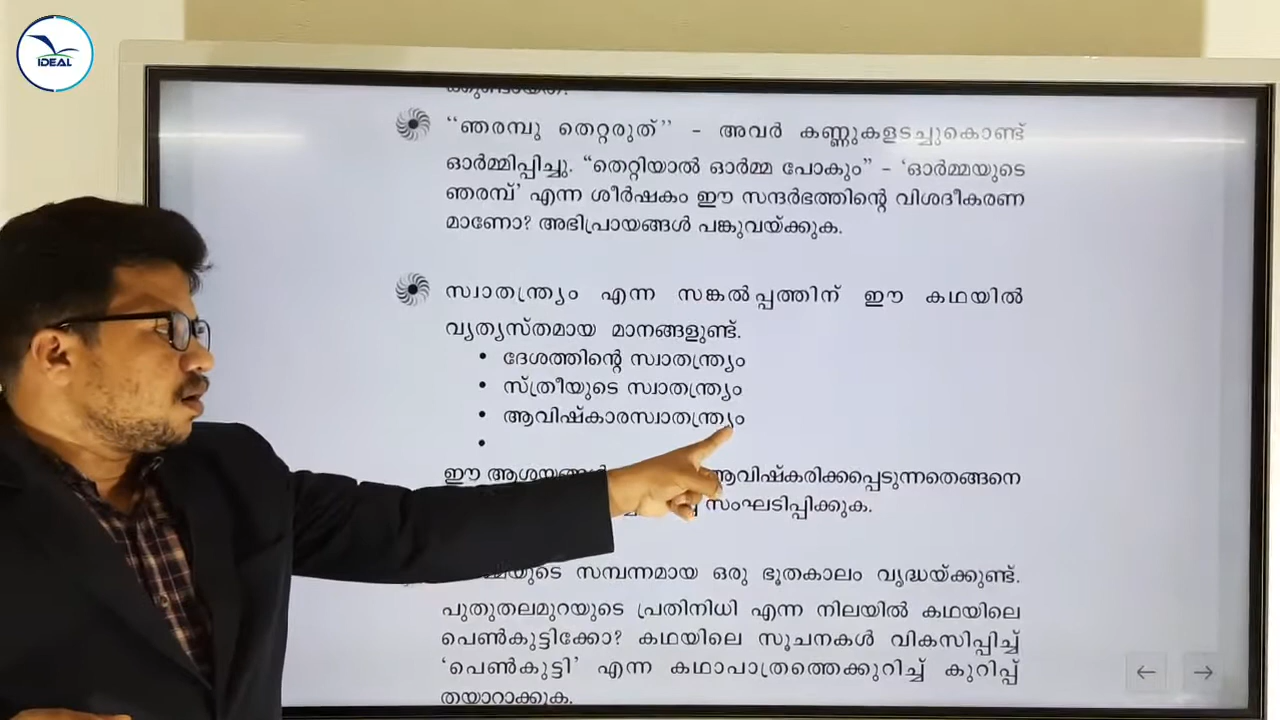 IDEAL
“ഞരമ്പു തെറ്റരുത്” - അവർ കണ്ണുകളടച്ചുകൊണ്ട്
ഓർമ്മിപ്പിച്ചു. “തെറ്റിയാൽ ഓർമ്മ പോകും” - ‘ഓർമ്മയുടെ
ഞരമ്പ്’ എന്ന ശീർഷകം ഈ സന്ദർഭത്തിന്റെ വിശദീകരണ
മാണോ? അഭിപ്രായങ്ങൾ പങ്കുവയ്ക്കുക.
സ്വാതന്ത്ര്യം എന്ന സങ്കൽപ്പത്തിന് ഈ കഥയിൽ
വ്യത്യസ്തമായ മാനങ്ങളുണ്ട്.
• ദേശത്തിന്റെ സ്വാതന്ത്ര്യം
• സ്ത്രീയുടെ സ്വാതന്ത്ര്യം
• ആവിഷ്കാരസ്വാതന്ത്ര്യം
•
ഈ ആവിഷ്കരിക്കപ്പെടുന്നതെങ്ങനെ
സംഘടിപ്പിക്കുക.
സമ്പന്നമായ ഒരു ഭൂതകാലം വൃദ്ധയ്ക്കുണ്ട്.
പുതുതലമുറയുടെ പ്രതിനിധി എന്ന നിലയിൽ കഥയിലെ
പെൺകുട്ടിക്കോ? കഥയിലെ സൂചനകൾ വികസിപ്പിച്ച്
‘പെൺകുട്ടി’ എന്ന കഥാപാത്രത്തെക്കുറിച്ച് കുറിപ്പ്
തയാറാക്കുക.